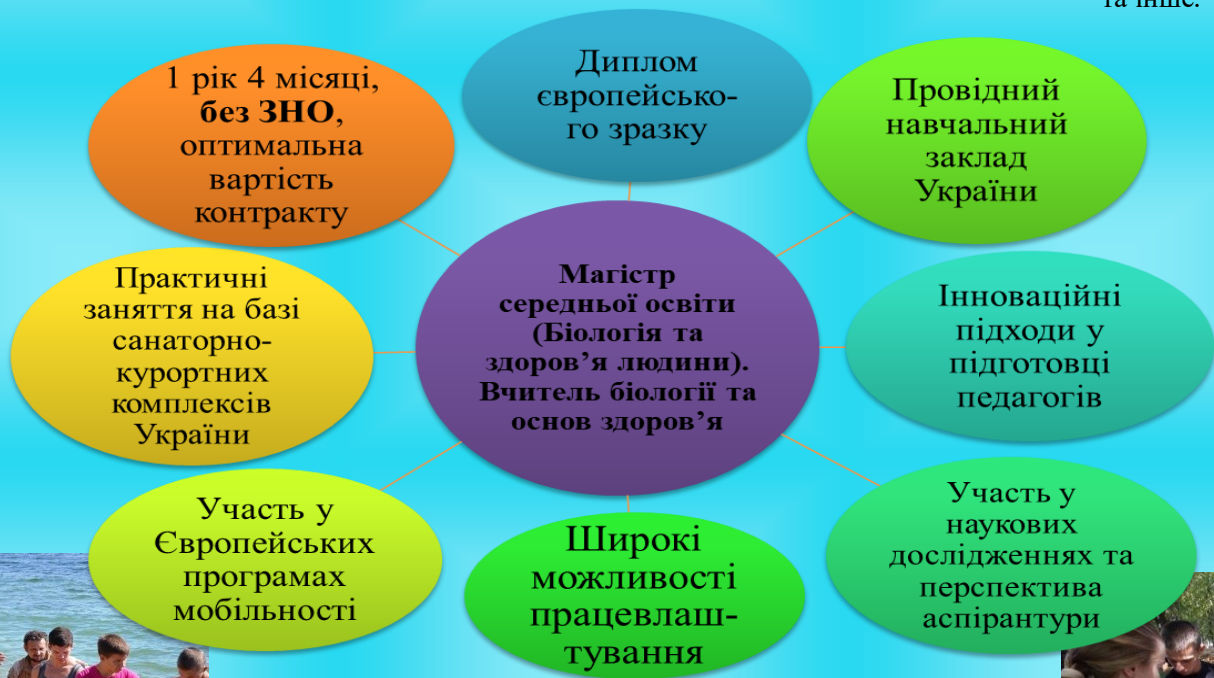 та інше.
Диплом
європейсько-
го зразку
Провідний
навчальний
заклад
України
Інноваційні
підходи у
підготовці
педагогів
Участь у
наукових
дослідженнях та
перспектива
аспірантури
Широкі
можливості
працевлаш-
тування
Участь у
Європейських
програмах
мобільності
Практичні
заняття на базі
санаторно-
курортних
комплексів
України
1 рік 4 місяці,
без ЗНО,
оптимальна
вартість
контракту
Магістр
середньої освіти
(Біологія та
здоров’я людини).
Вчитель біології та
основ здоров’я